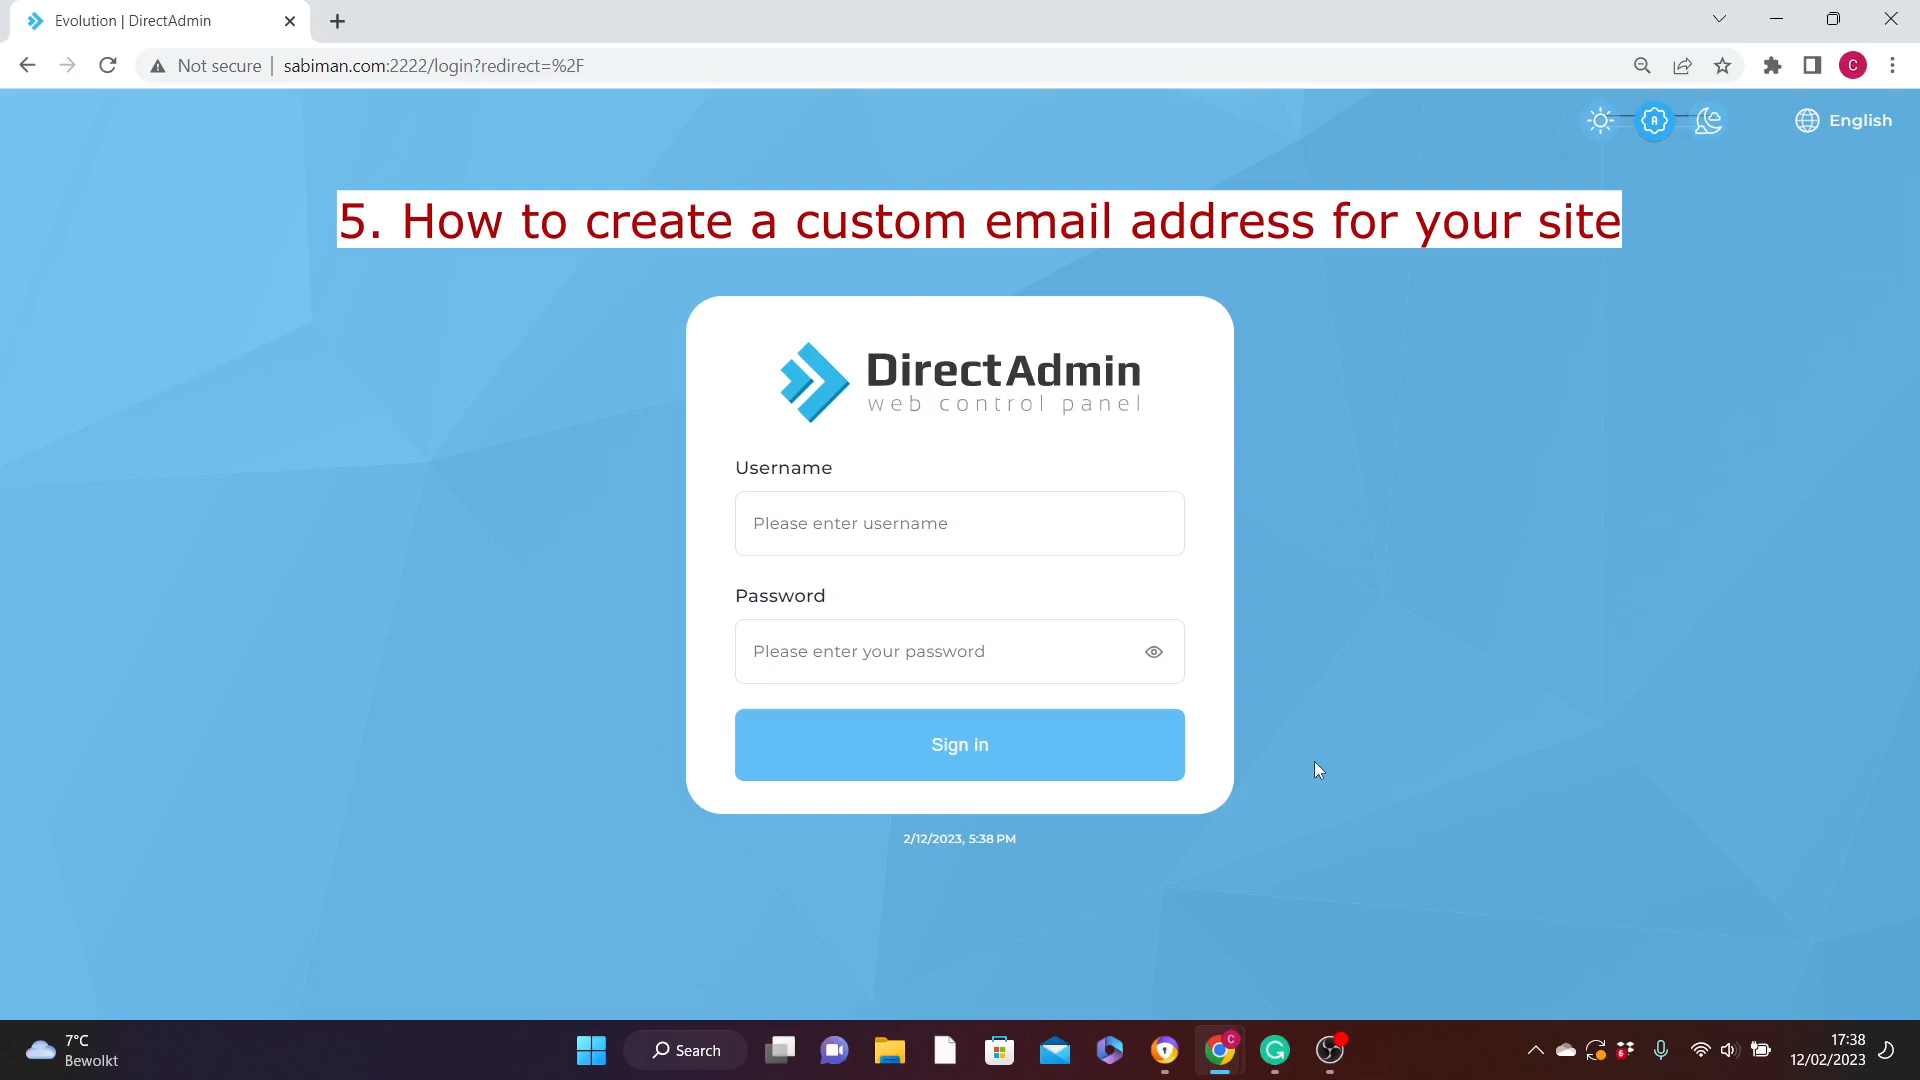 Evolution | DirectAdmin
Not secure
sabiman.com:2222/login?redirect=%2F
C
A
English
5. How to create a custom email address for your site
DirectAdmin
web control panel
Username
Please enter username
Password
Please enter your password
Sign in
2/12/2023, 5:38 PM
7°C
Bewolkt
Search
C
G
6
17:38
12/02/2023